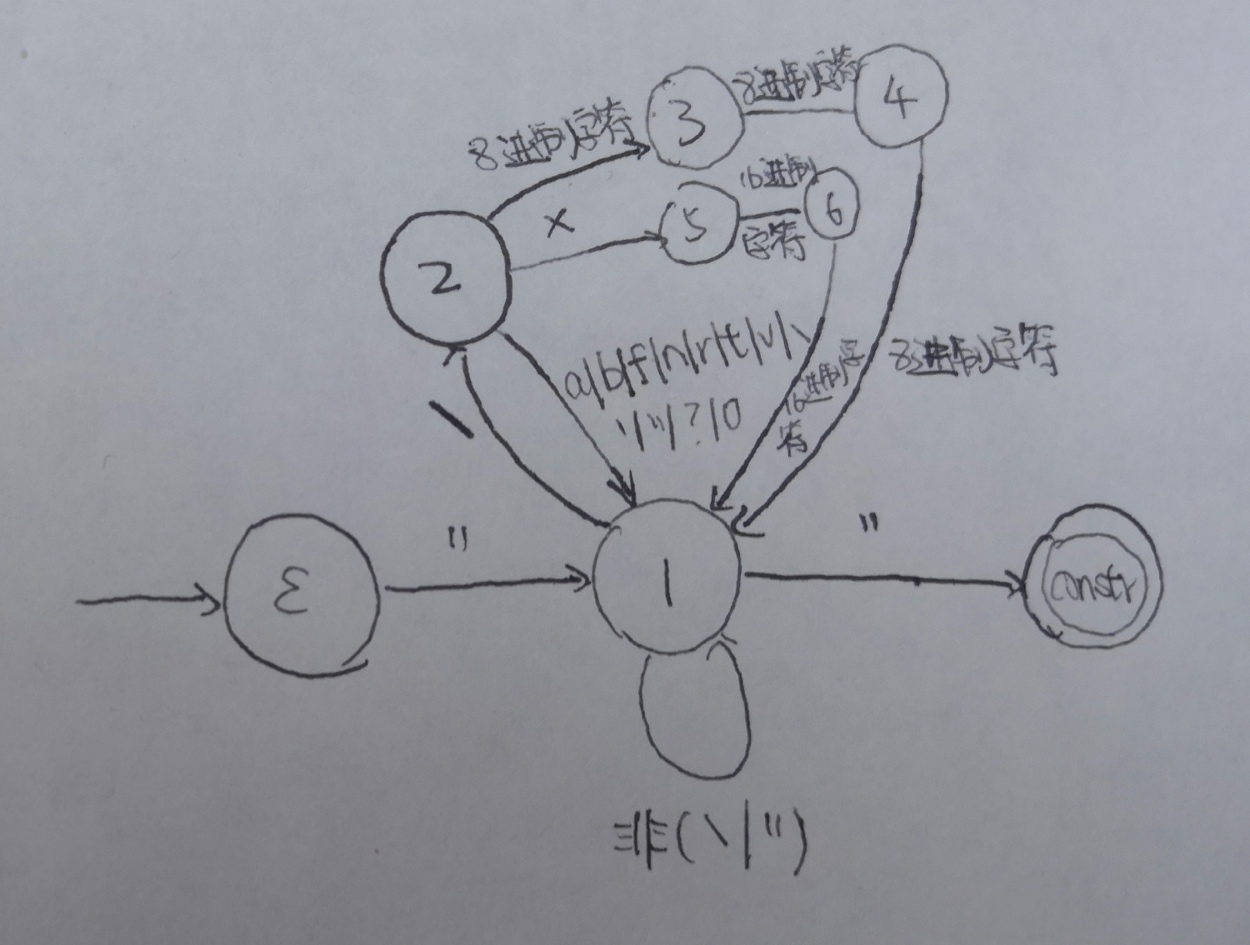 3 8进制字符 4
8进制字符
2 x 5 16进制
字符 6
a|b|f|n|r|t|v|\
'|"|?|0
16进制字
符
8进制字符
\
ε " 1 " constr
非(\|")